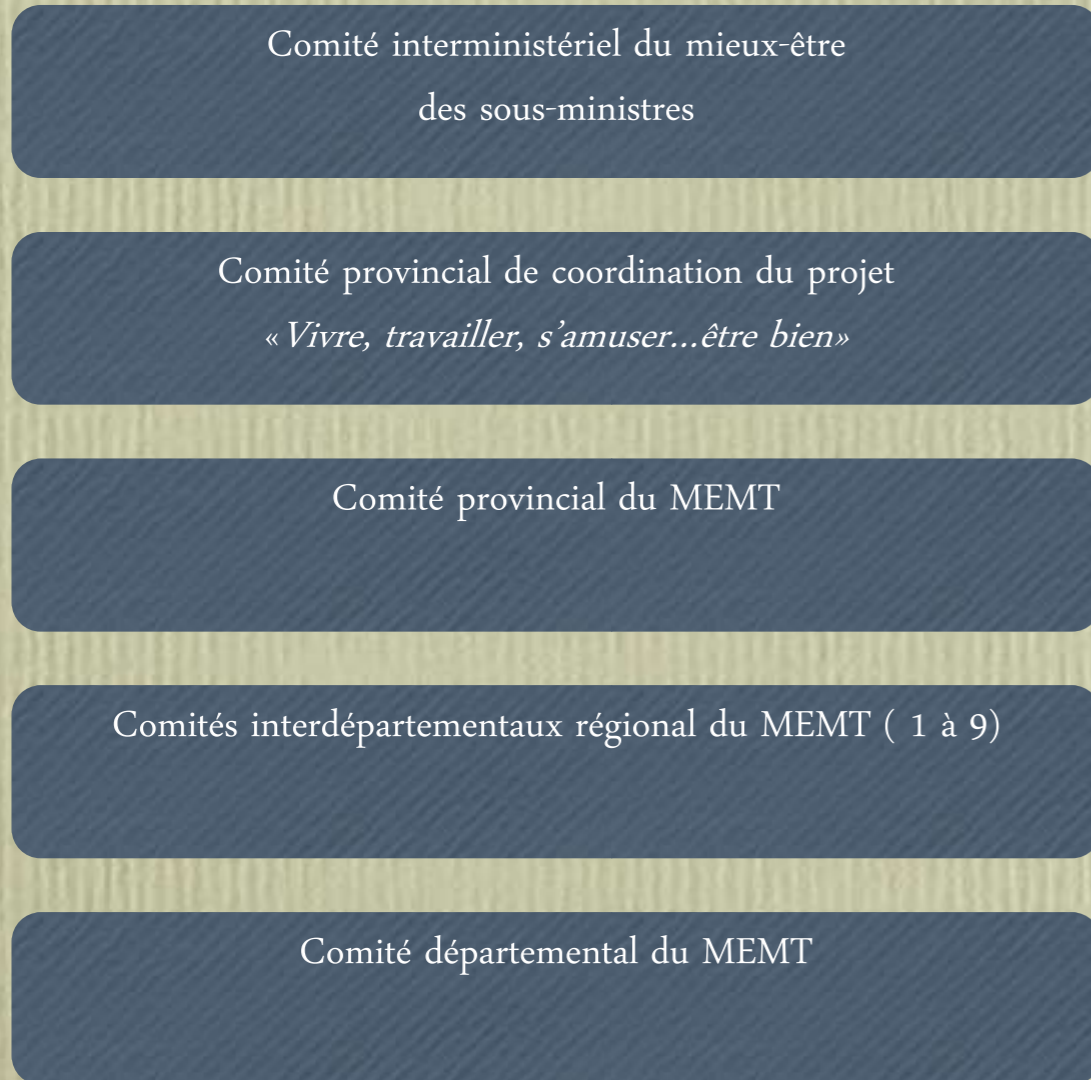 Comité interministériel du mieux-être
des sous-ministres
Comité provincial de coordination du projet
«Vivre, travailler, s'amuser...être bien»
Comité provincial du MEMT
Comités interdépartementaux régional du MEMT ( 1 à 9)
Comité départemental du MEMT